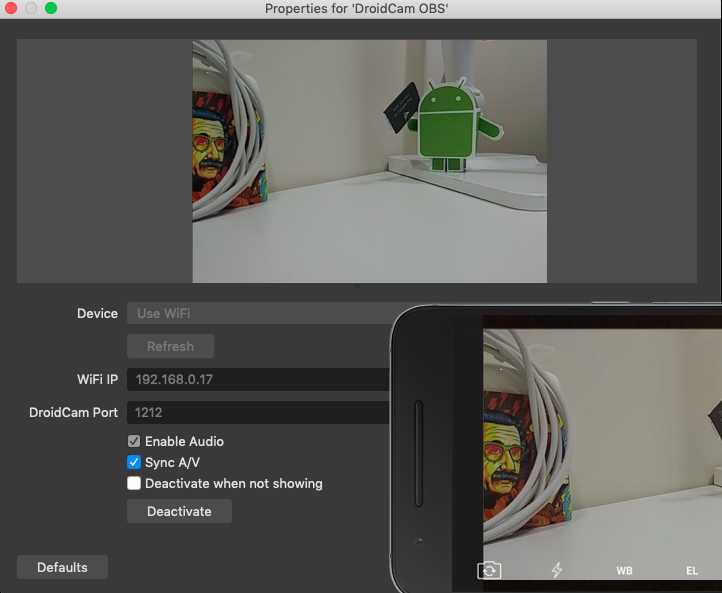 Properties for 'DroidCam OBS'
Device Use WiFi
Refresh
WiFi IP 192.168.0.17
DroidCam Port 1212
Enable Audio
Sync A/V
Deactivate when not showing
Deactivate
Defaults
WB EL